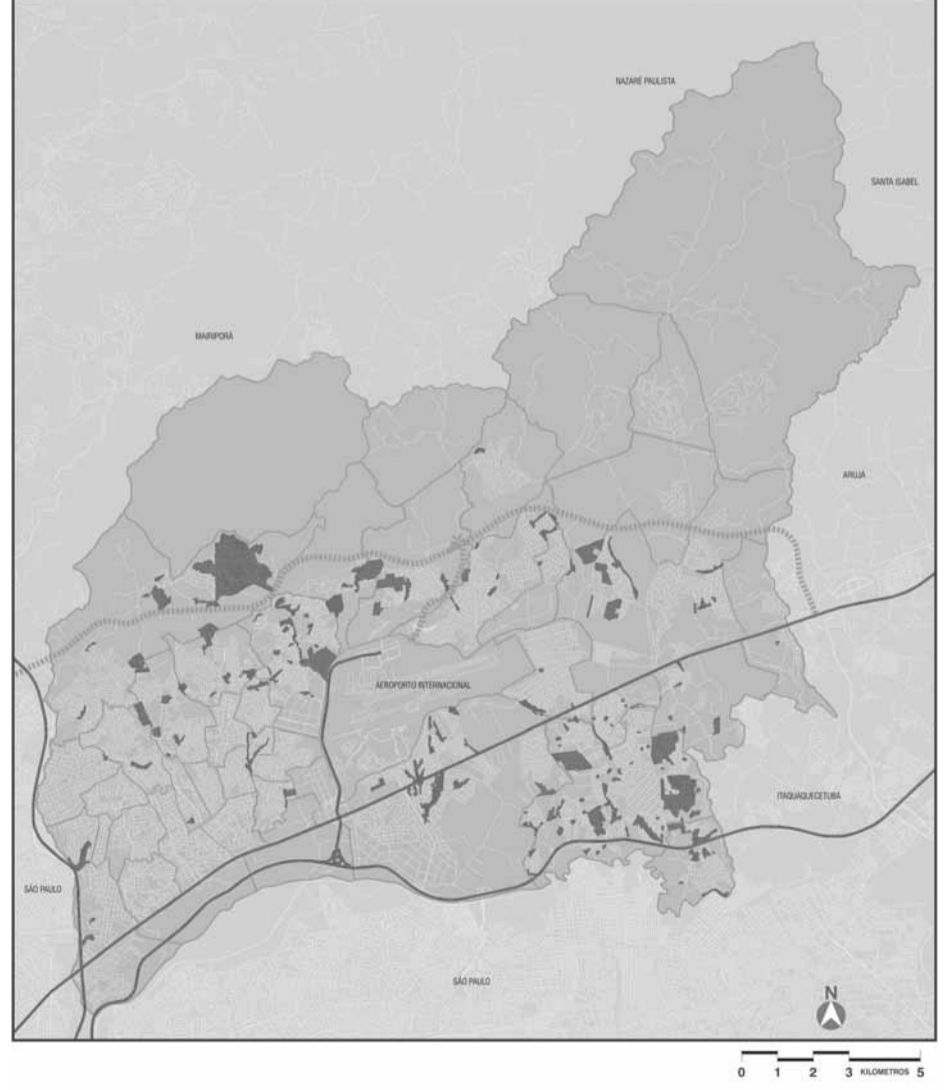 NAZARÉ PAULISTA
SANTA ISABEL
MAIRIPORÃ
ARUJÁ
AEROPORTO INTERNACIONAL
ITAQUAQUECETUBA
SÃO PAULO
SÃO PAULO
N
0 1 2 3 KILOMETROS 5